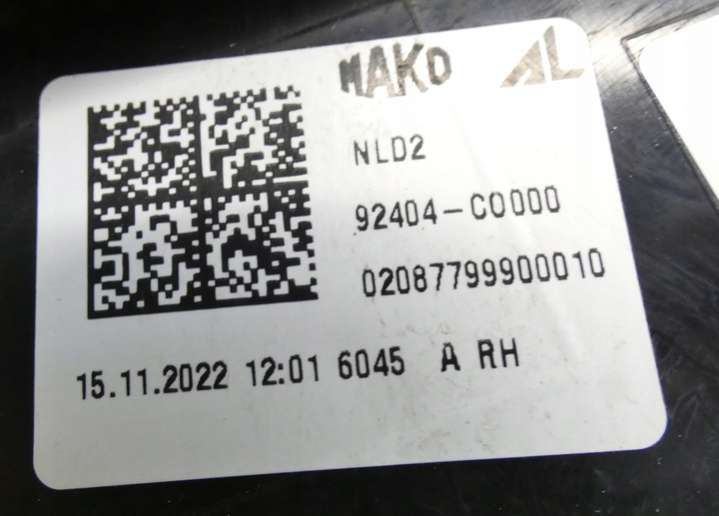 MAKO AL
NLD2
92404-C0000
02087799900010
15.11.2022 12:01 6045 A RH